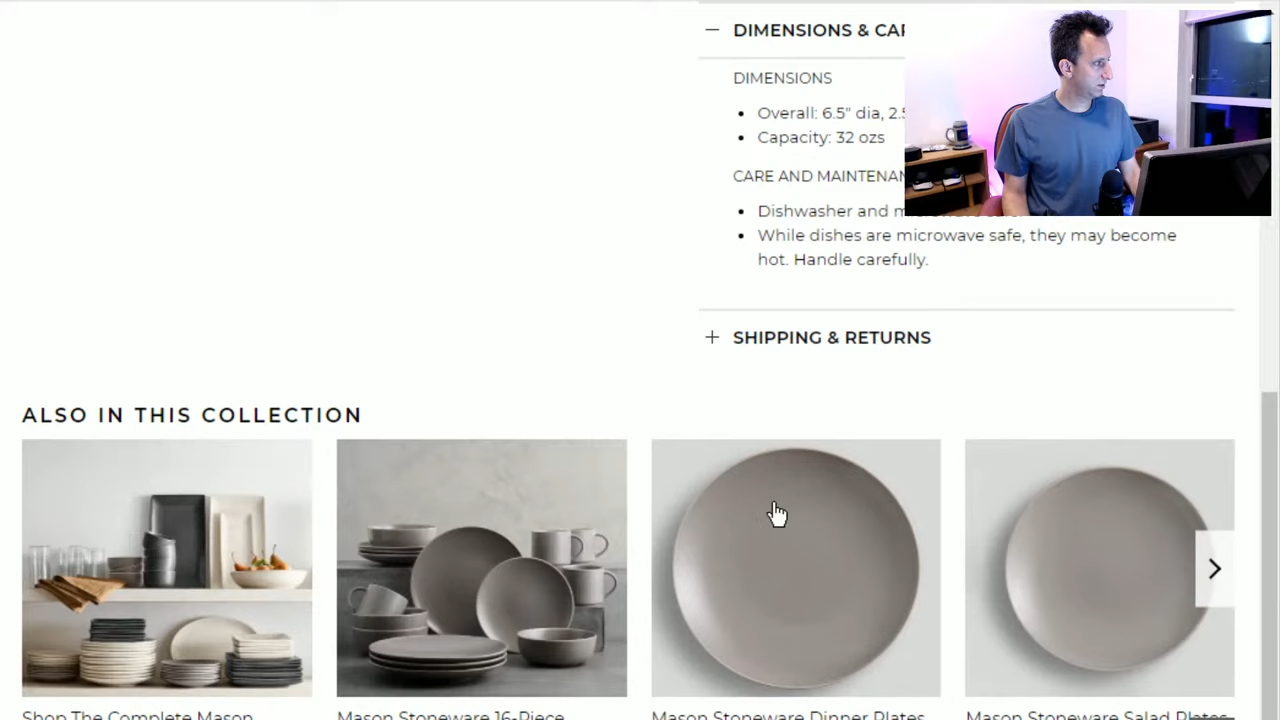 DIMENSIONS & CA
DIMENSIONS
Overall: 6.5" dia, 2.5
Capacity: 32 ozs
CARE AND MAINTENAN
Dishwasher and m
While dishes are microwave safe, they may become
hot. Handle carefully.
SHIPPING & RETURNS
ALSO IN THIS COLLECTION
Shop The Complete Mason
Mason Stoneware 16-Piece
Mason Stoneware Dinner Plates
Mason Stoneware Salad Plates